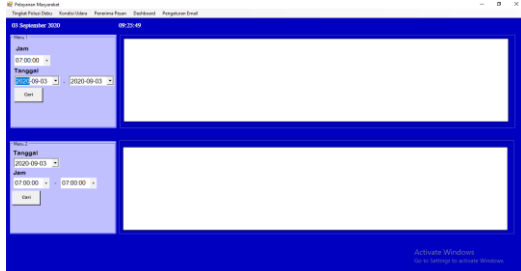 Pelayanan Masyarakat
Tingkat Polusi Debu Kondisi Udara Penerima Pesan Dashboard Pengaturan Email
03 September 2020 09:25:49
Menu 1
Jam
07:00:00
Tanggal
2020-09-03 - 2020-09-03
Cari
Menu 2
Tanggal
2020-09-03
Jam
07:00:00 - 07:00:00
Cari
Activate Windows
Go to Settings to activate Windows.